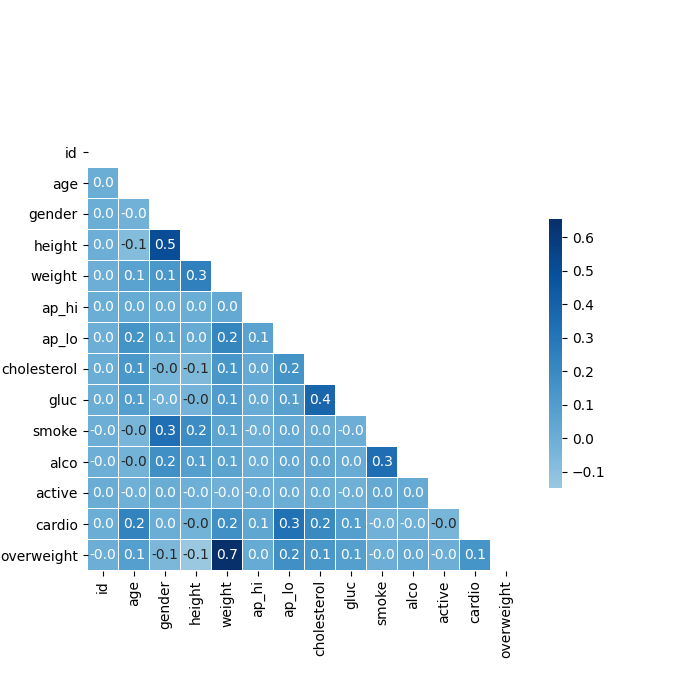 id
age 0.0
gender 0.0 -0.0
height 0.0 -0.1 0.5
weight 0.0 0.1 0.1 0.3
ap_hi 0.0 0.0 0.0 0.0 0.0
ap_lo 0.0 0.2 0.1 0.0 0.2 0.1
cholesterol 0.0 0.1 -0.0 -0.1 0.1 0.0 0.2
gluc 0.0 0.1 -0.0 -0.0 0.1 0.0 0.1 0.4
smoke -0.0 -0.0 0.3 0.2 0.1 -0.0 0.0 0.0 -0.0
alco -0.0 -0.0 0.2 0.1 0.1 0.0 0.0 0.0 0.0 0.3
active 0.0 -0.0 0.0 -0.0 -0.0 -0.0 0.0 0.0 -0.0 0.0 0.0
cardio 0.0 0.2 0.0 -0.0 0.2 0.1 0.3 0.2 0.1 -0.0 -0.0 -0.0
overweight -0.0 0.1 -0.1 -0.1 0.7 0.0 0.2 0.1 0.1 -0.0 0.0 -0.0 0.1
id age gender height weight ap_hi ap_lo cholesterol gluc smoke alco active cardio overweight
0.6
0.5
0.4
0.3
0.2
0.1
0.0
−0.1